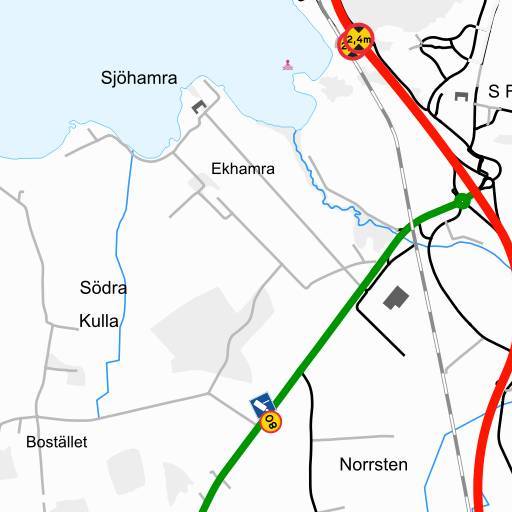 2,4m
Sjöhamra
S F
Ekhamra
Södra
Kulla
80
Bostället
Norrsten